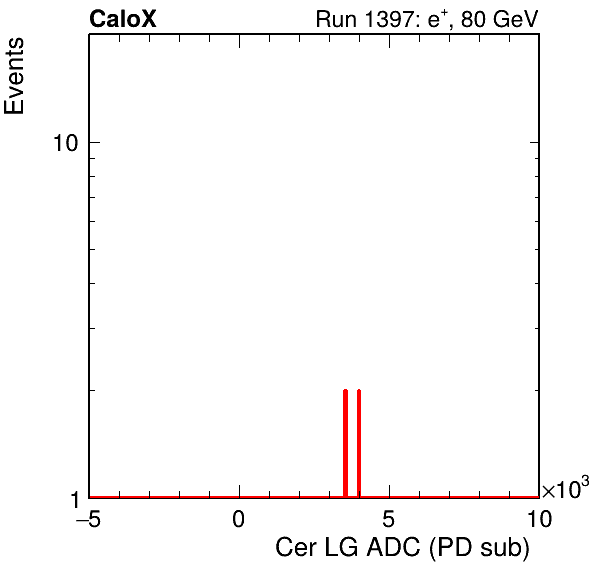 CaloX Run 1397: e⁺, 80 GeV
Events
10
1
×10³
−5 0 5 10
Cer LG ADC (PD sub)